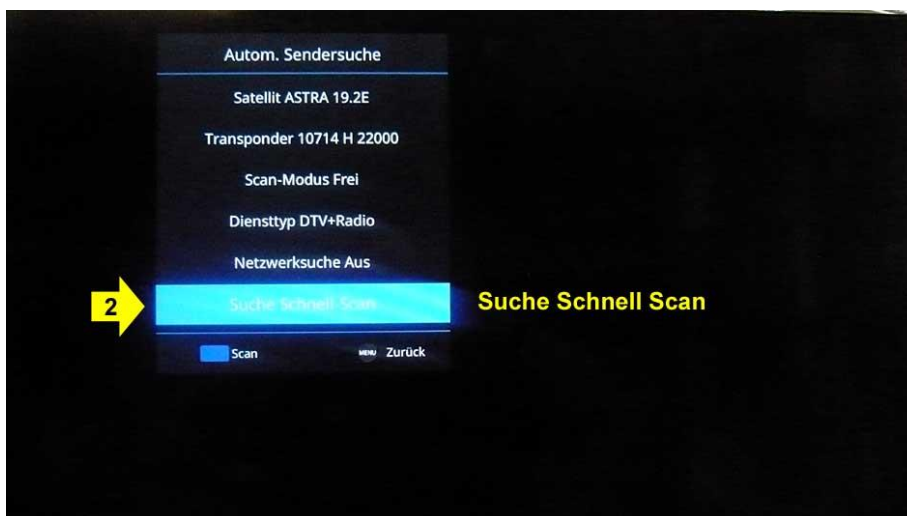 Autom. Sendersuche
Satellit ASTRA 19.2E
Transponder 10714 H 22000
Scan-Modus Frei
Diensttyp DTV+Radio
Netzwerksuche Aus
2
Suche Schnell Scan
Suche Schnell Scan
Scan
MENU Zurück